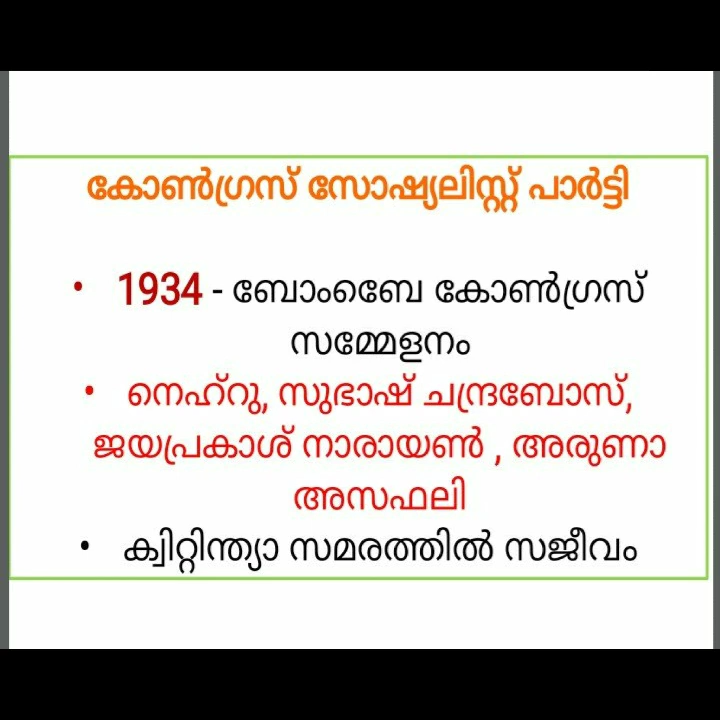 കോൺഗ്രസ് സോഷ്യലിസ്റ്റ് പാർട്ടി
• 1934 - ബോംബൈ കോൺഗ്രസ്
സമ്മേളനം
• നെഹ്റു, സുഭാഷ് ചന്ദ്രബോസ്,
ജയപ്രകാശ് നാരായൺ , അരുണാ
അസഫലി
• ക്വിറ്റിന്ത്യാ സമരത്തിൽ സജീവം